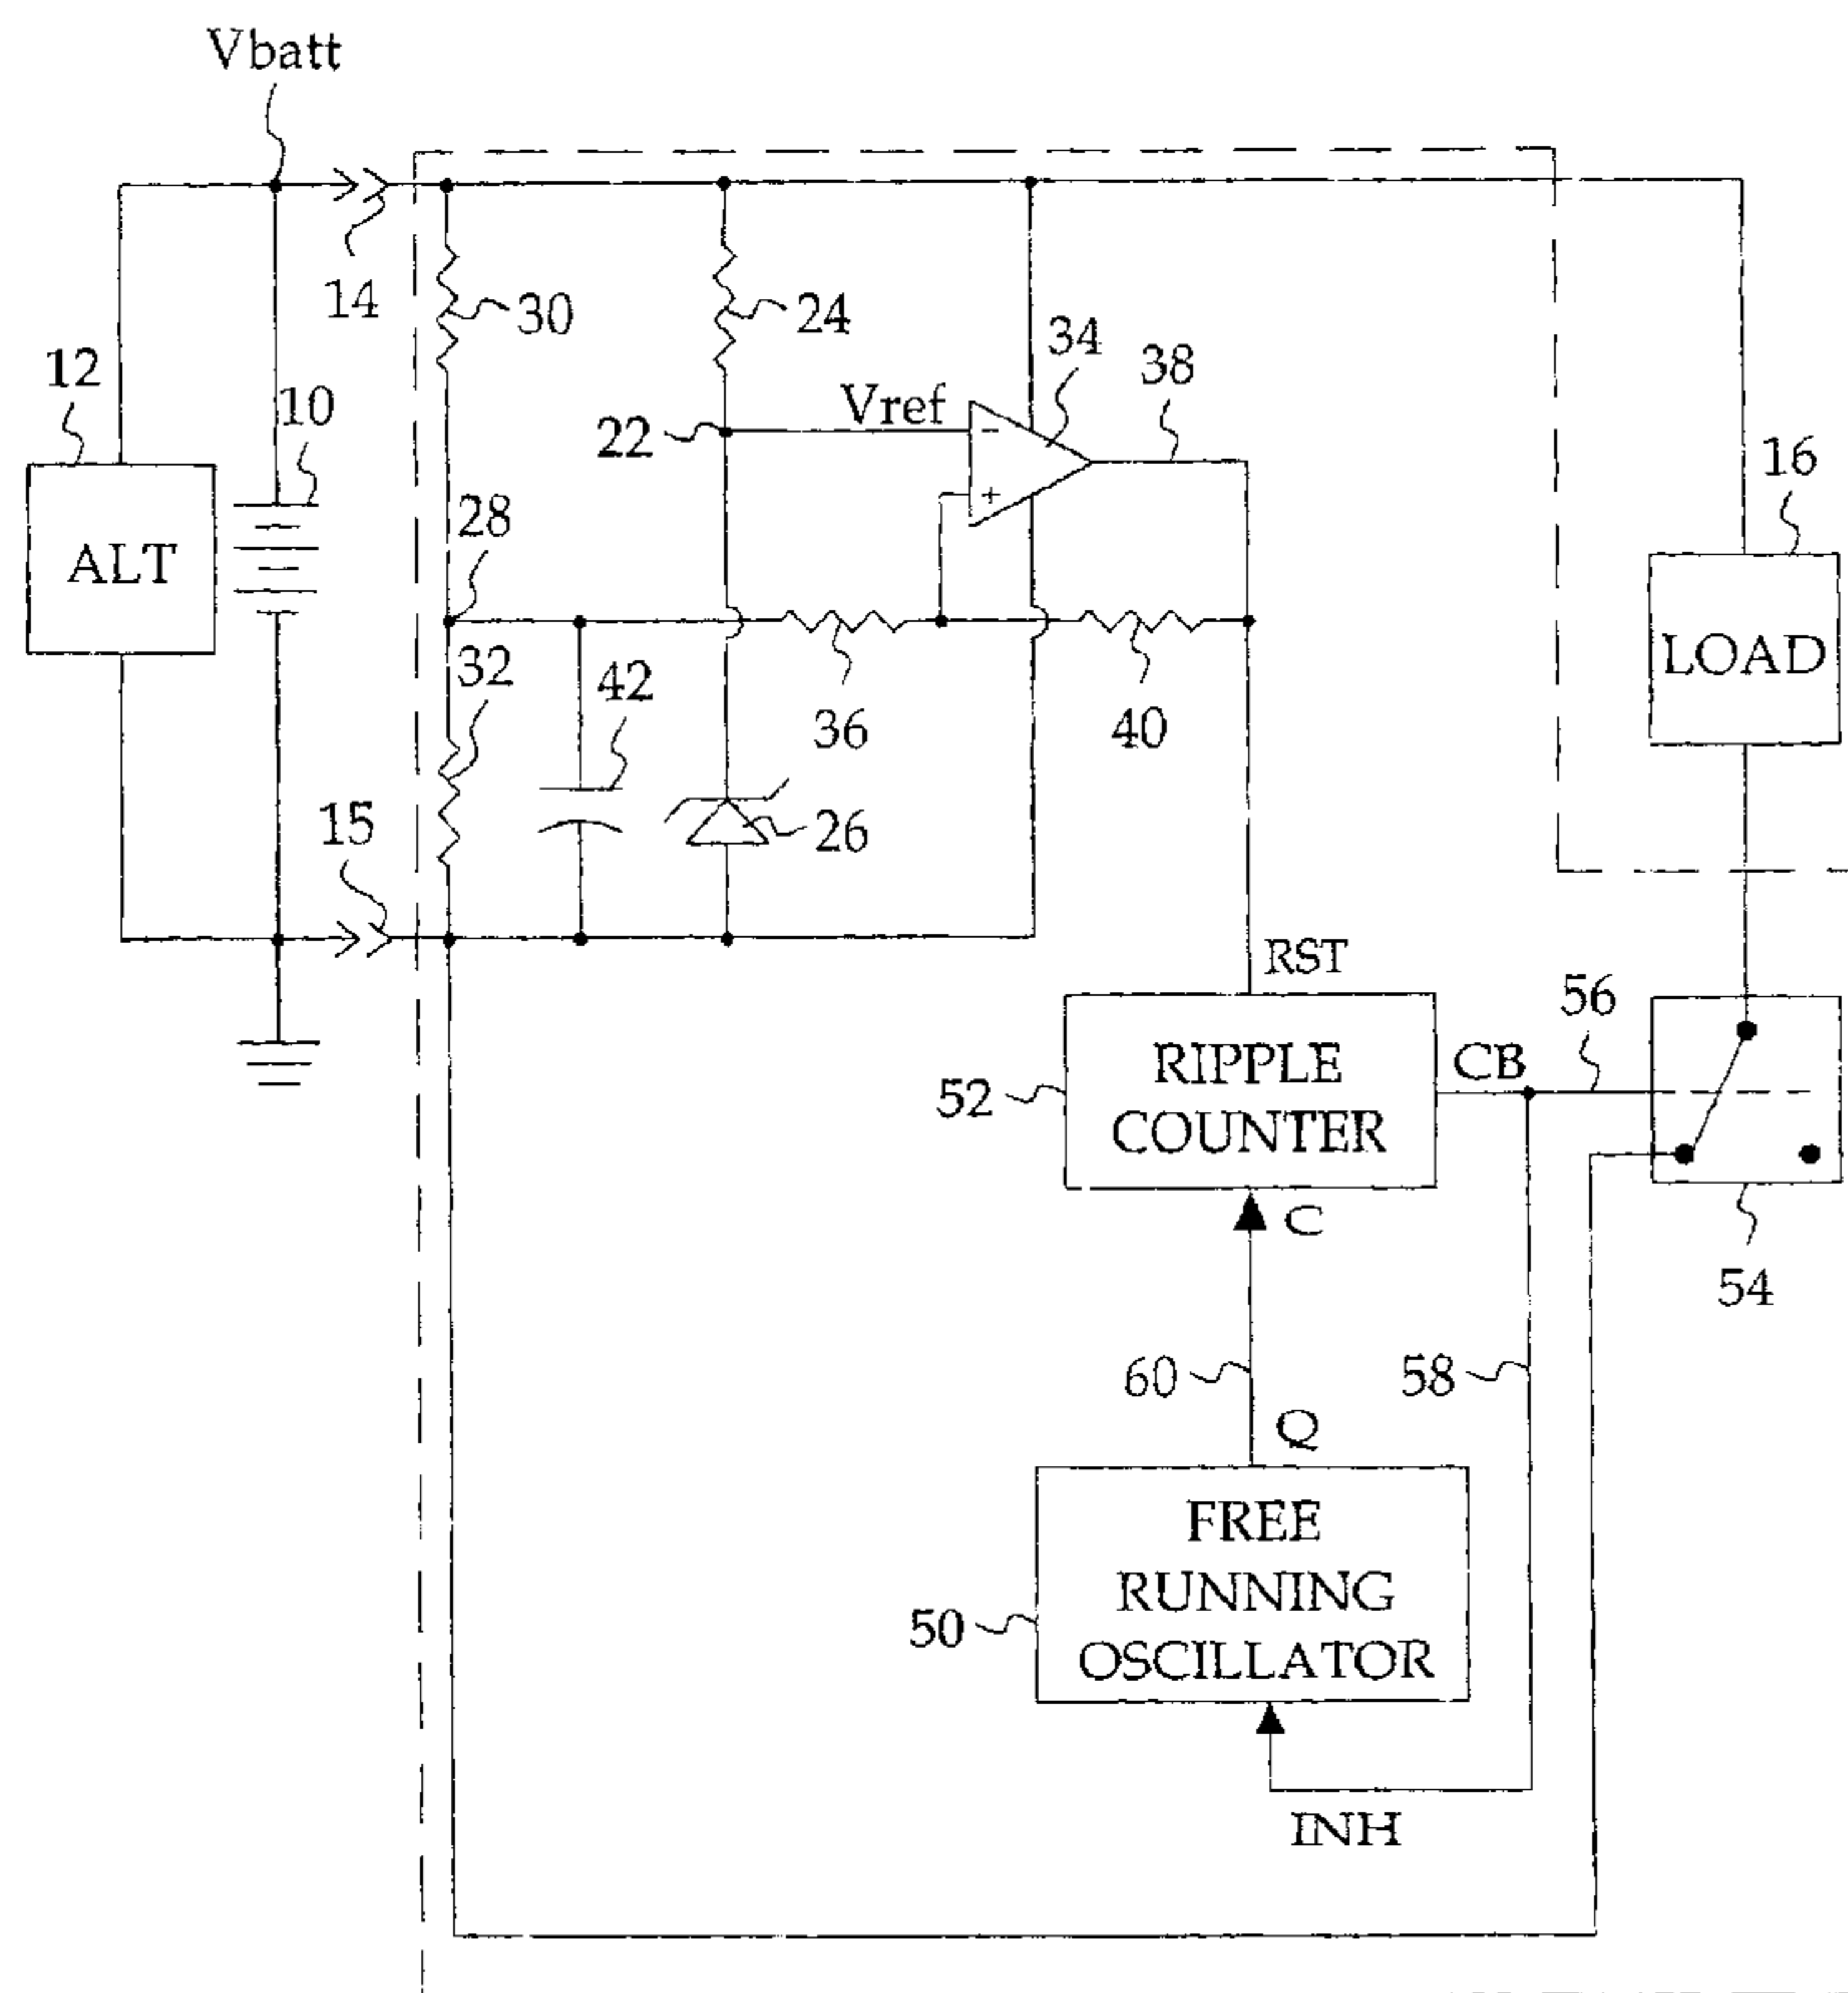 Vbatt
14
30
24
34
38
12
10
Vref
22
16
ALT
28
LOAD
32
42
36
40
15
26
RST
56
RIPPLE
COUNTER
CB
52
C
54
60
58
Q
FREE
RUNNING
OSCILLATOR
50
INH